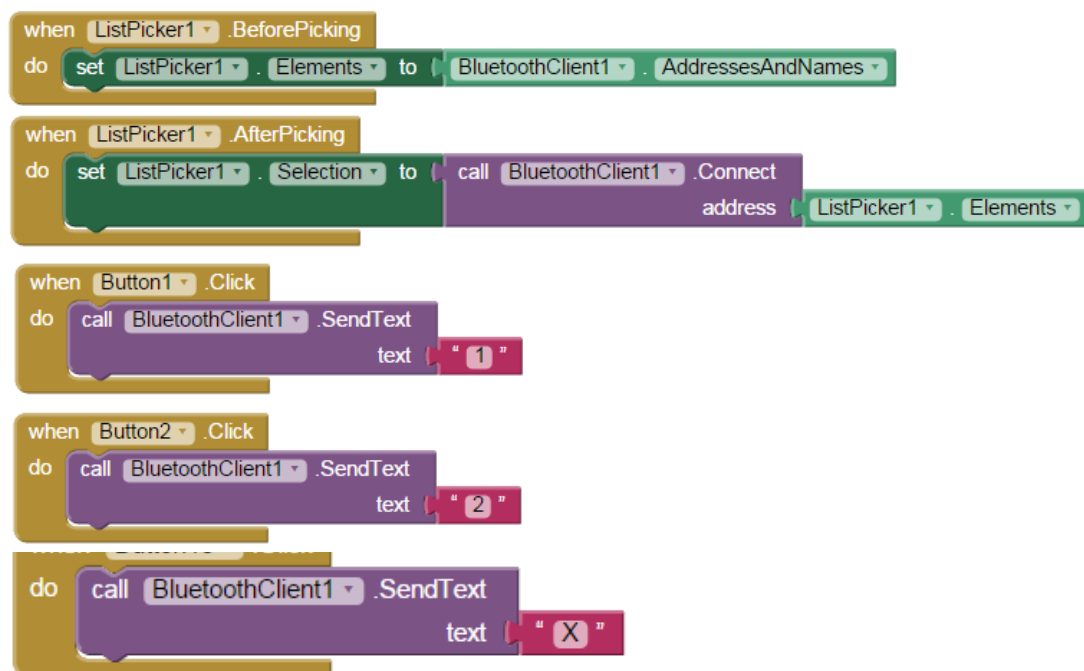 when ListPicker1 .BeforePicking
do set ListPicker1 . Elements to BluetoothClient1 . AddressesAndNames
when ListPicker1 .AfterPicking
do set ListPicker1 . Selection to call BluetoothClient1 .Connect
address ListPicker1 . Elements
when Button1 .Click
do call BluetoothClient1 .SendText
text " 1 "
when Button2 .Click
do call BluetoothClient1 .SendText
text " 2 "
do call BluetoothClient1 .SendText
text " X "